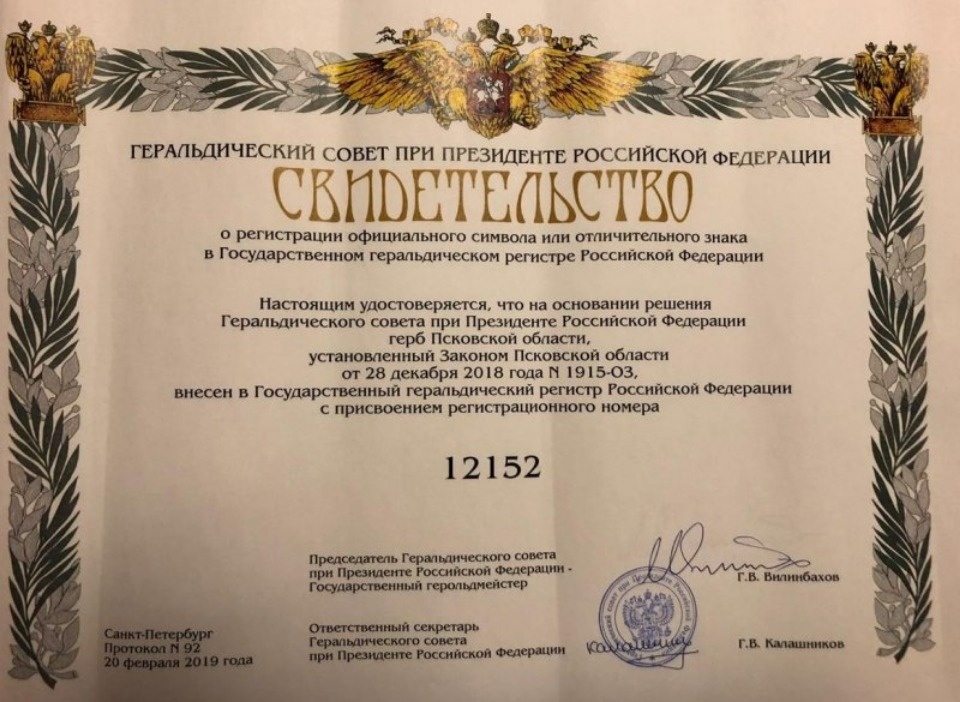 ГЕРАЛЬДИЧЕСКИЙ СОВЕТ ПРИ ПРЕЗИДЕНТЕ РОССИЙСКОЙ ФЕДЕРАЦИИ
СВИДЕТЕЛЬСТВО
о регистрации официального символа или отличительного знака
в Государственном геральдическом регистре Российской Федерации
Настоящим удостоверяется, что на основании решения
Геральдического совета при Президенте Российской Федерации
герб Псковской области,
установленный Законом Псковской области
от 28 декабря 2018 года N 1915-ОЗ,
внесен в Государственный геральдический регистр Российской Федерации
с присвоением регистрационного номера
12152
Председатель Геральдического совета
при Президенте Российской Федерации -
Государственный герольдмейстер
Г.В. Вилинбахов
Ответственный секретарь
Геральдического совета
при Президенте Российской Федерации
Г.В. Калашников
Санкт-Петербург
Протокол N 92
20 февраля 2019 года